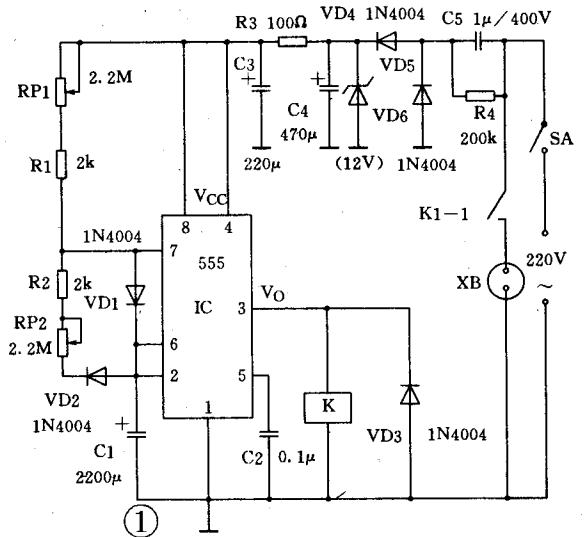 R3 100Ω
VD4 1N4004
C5 1μ/400V
2.2M
RP1
C3
+
220μ
+
C4
470μ
VD5
VD6
(12V)
1N4004
R4
200k
SA
R1
2k
K1-1
VCC
8
4
1N4004
7
555
IC
R2
2k
VD1
RP2
2.2M
6
2
3
VO
5
1
XB
220V
~
VD2
1N4004
+
C1
2200μ
C2
0.1μ
K
VD3
1N4004
①